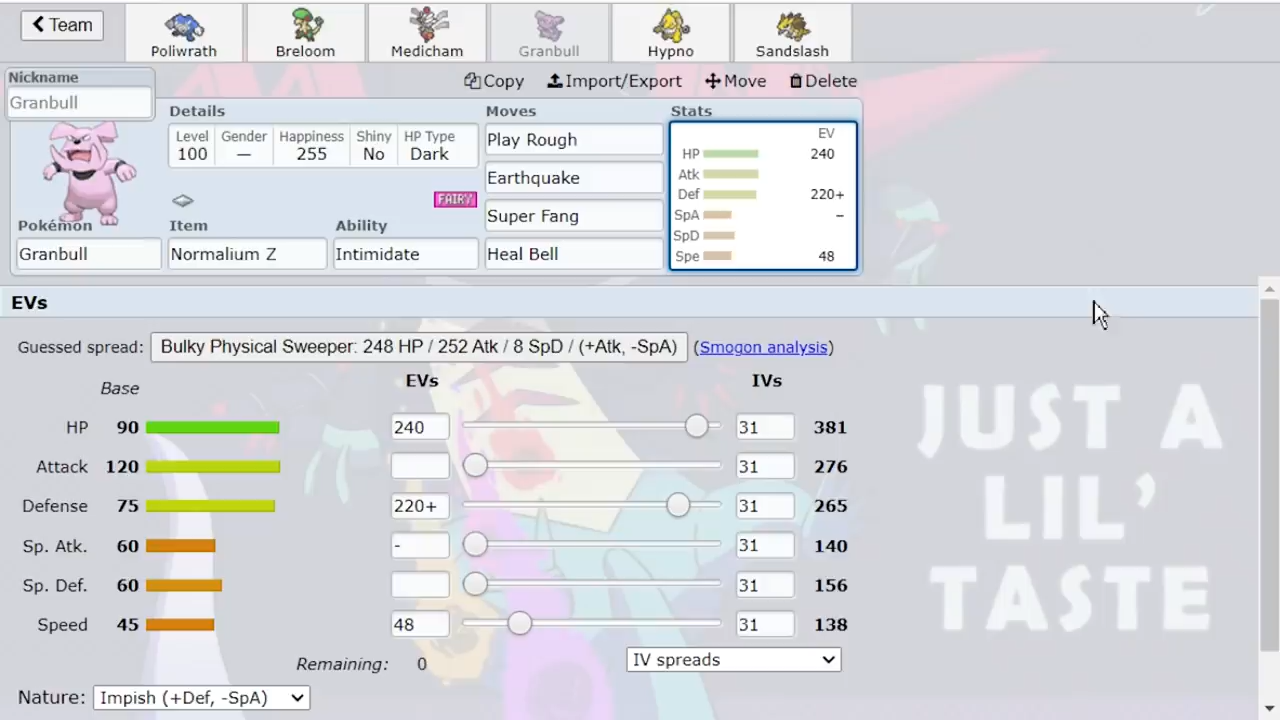 Team
Poliwrath
Breloom
Medicham
Granbull
Hypno
Sandslash
Nickname
Granbull
Copy
Import/Export
Move
Delete
Details
Level
100
Gender
—
Happiness
255
Shiny
No
HP Type
Dark
FAIRY
Pokémon
Granbull
Item
Normalium Z
Ability
Intimidate
Moves
Play Rough
Earthquake
Super Fang
Heal Bell
Stats
EV
HP 240
Atk
Def 220+
SpA –
SpD
Spe 48
EVs
Guessed spread: Bulky Physical Sweeper: 248 HP / 252 Atk / 8 SpD / (+Atk, -SpA) (Smogon analysis)
Base EVs IVs
HP 90 240 31 381
Attack 120 31 276
Defense 75 220+ 31 265
Sp. Atk. 60 - 31 140
Sp. Def. 60 31 156
Speed 45 48 31 138
Remaining: 0 IV spreads
Nature: Impish (+Def, -SpA)
JUST A
LIL'
TASTE